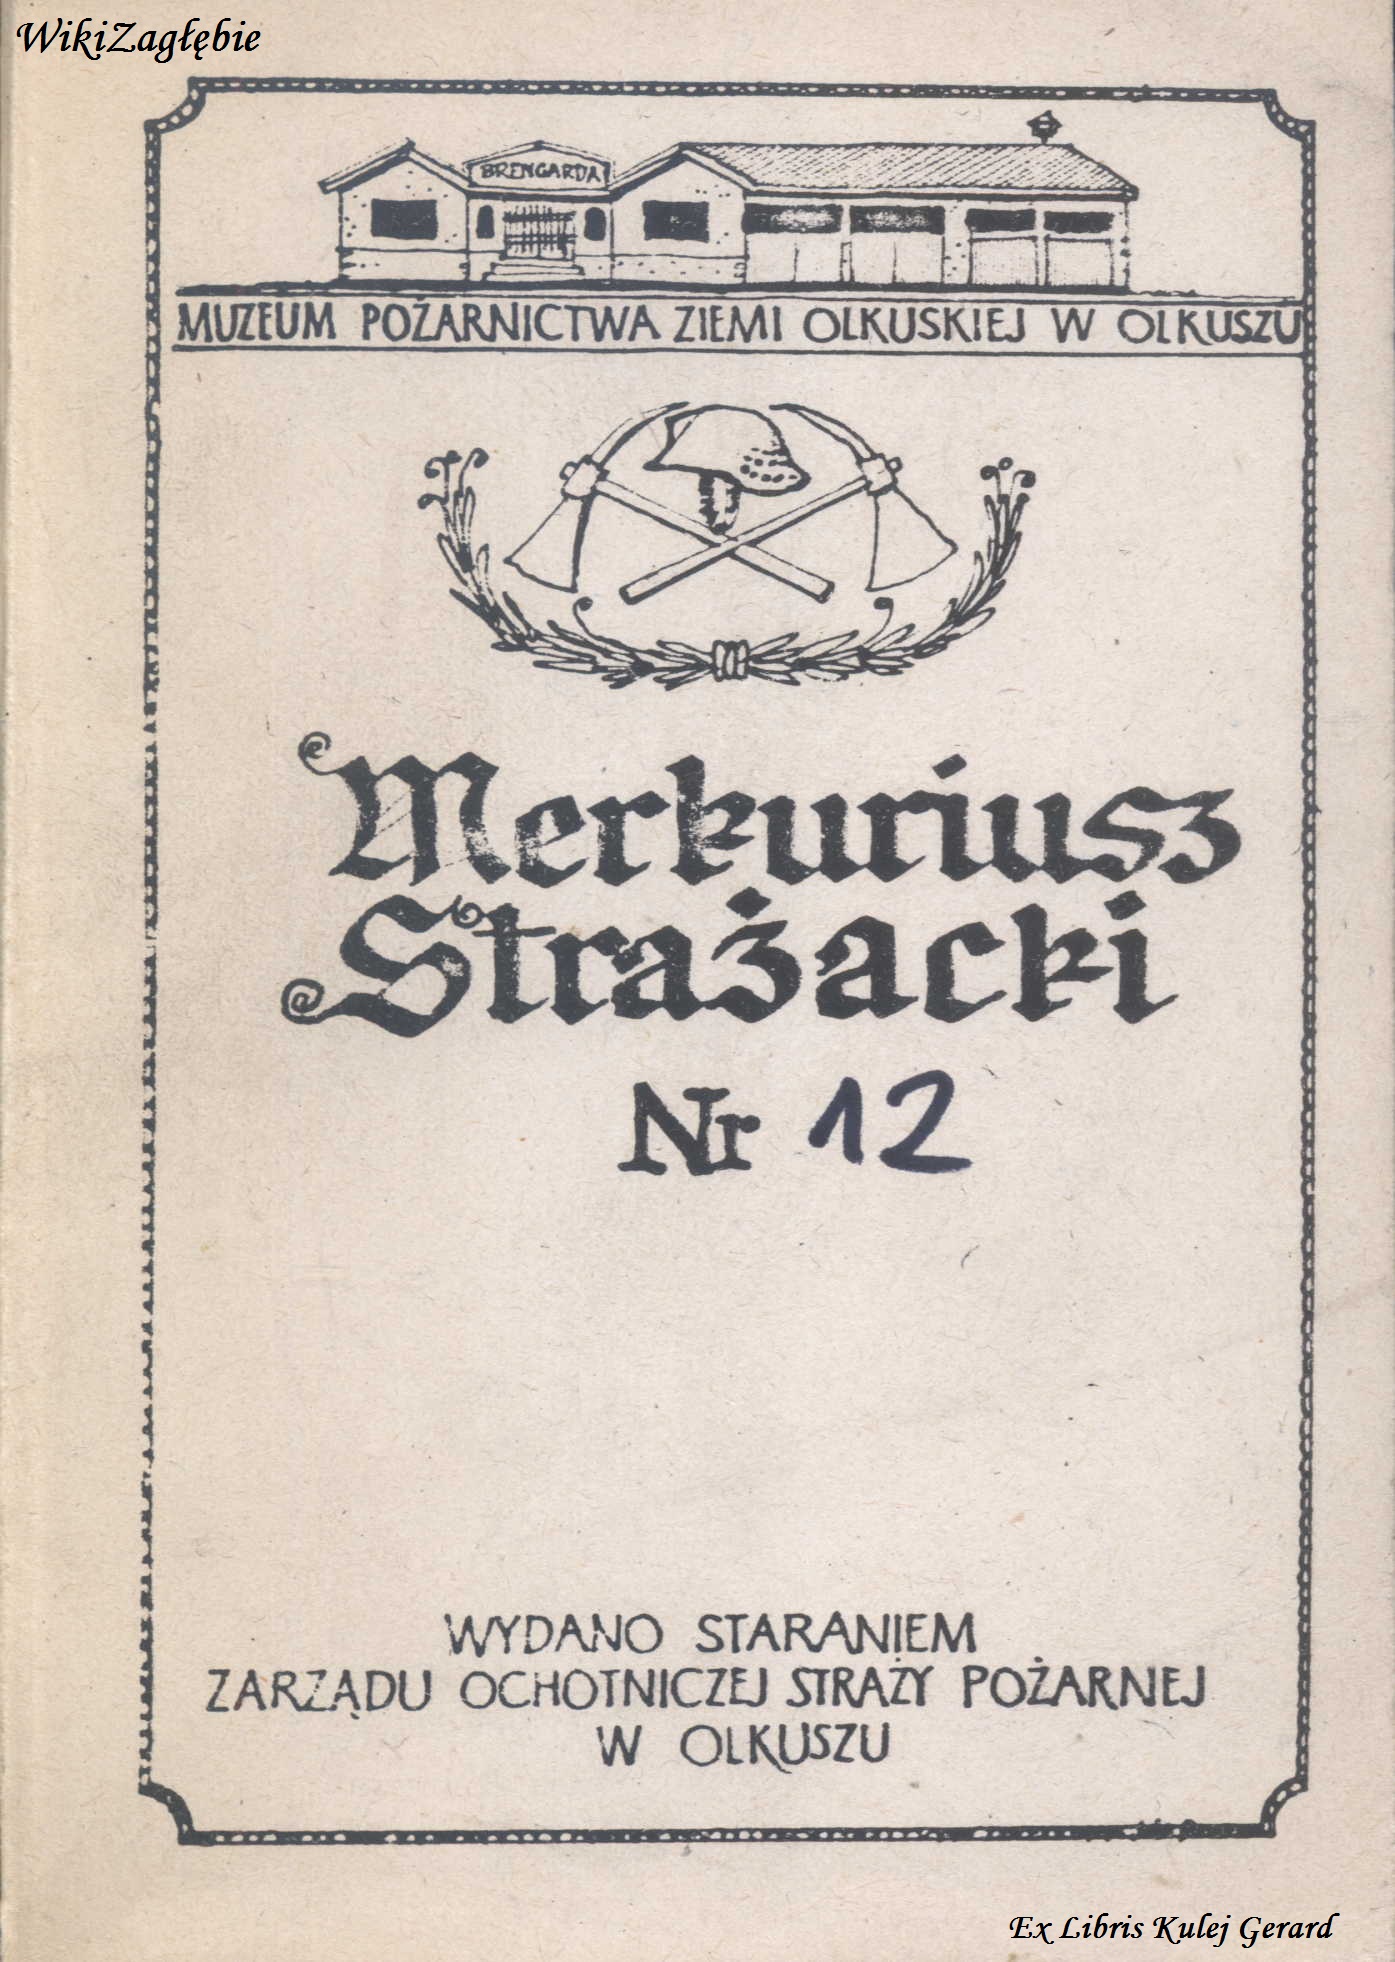 WikiZagłębie
BRENGARDA
MUZEUM POŻARNICTWA ZIEMI OLKUSKIEJ W OLKUSZU
Merkuriusz
Strażacki
Nr 12
WYDANO STARANIEM
ZARZĄDU OCHOTNICZEJ STRAŻY POŻARNEJ
W OLKUSZU
Ex Libris Kulej Gerard